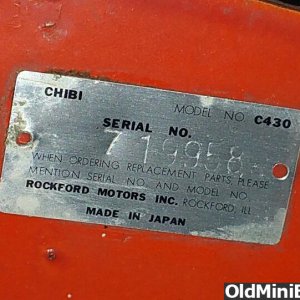 CHIBI
MODEL NO. C430
SERIAL NO.
719958
WHEN ORDERING REPLACEMENT PARTS, PLEASE
MENTION SERIAL NO. AND MODEL NO.
ROCKFORD MOTORS INC. ROCKFORD, ILL.
MADE IN JAPAN
OldMiniB